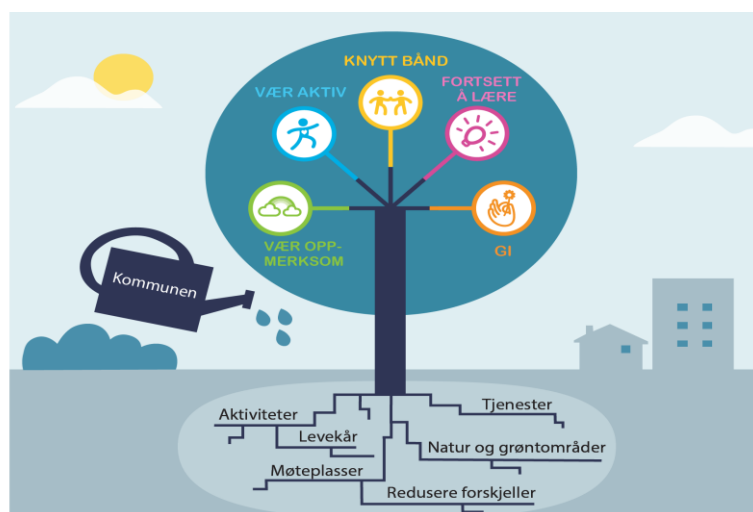 KNYTT BÅND
VÆR AKTIV
FORTSETT
Å LÆRE
VÆR OPP-
MERKSOM
GI
Kommunen
Aktiviteter
Tjenester
Levekår
Natur og grøntområder
Møteplasser
Redusere forskjeller